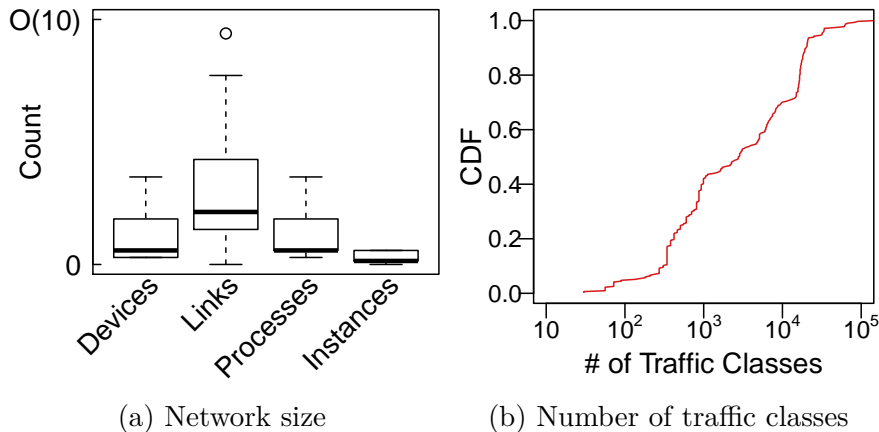 O(10)
Count
0
Devices
Links
Processes
Instances
(a) Network size
1.0
0.8
0.6
CDF
0.4
0.2
0.0
10
10²
10³
10⁴
10⁵
# of Traffic Classes
(b) Number of traffic classes